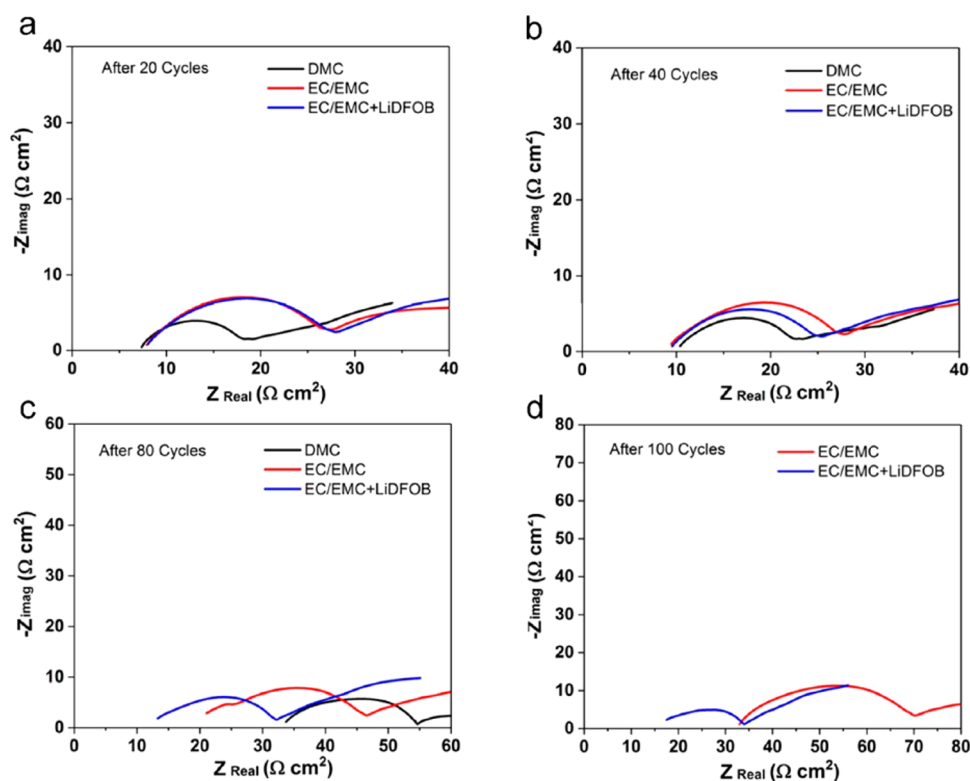 a
After 20 Cycles
DMC
EC/EMC
EC/EMC+LiDFOB
40
30
20
10
0
-Zimag (Ω cm²)
0 10 20 30 40
Z Real (Ω cm²)
b
After 40 Cycles
DMC
EC/EMC
EC/EMC+LiDFOB
40
30
20
10
0
-Zimag (Ω cm²)
0 10 20 30 40
Z Real (Ω cm²)
c
After 80 Cycles
DMC
EC/EMC
EC/EMC+LiDFOB
60
50
40
30
20
10
0
-Zimag (Ω cm²)
0 10 20 30 40 50 60
Z Real (Ω cm²)
d
After 100 Cycles
EC/EMC
EC/EMC+LiDFOB
80
70
60
50
40
30
20
10
0
-Zimag (Ω cm²)
0 10 20 30 40 50 60 70 80
Z Real (Ω cm²)